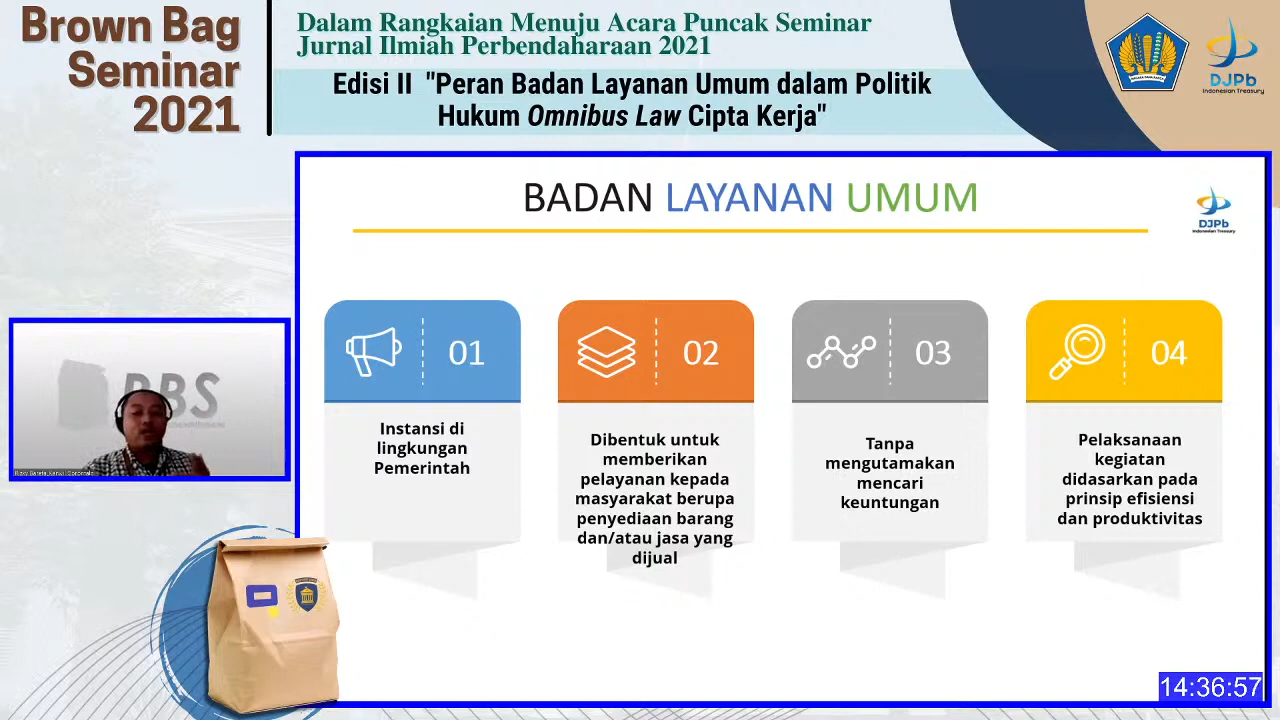 Brown Bag
Seminar
2021
Dalam Rangkaian Menuju Acara Puncak Seminar
Jurnal Ilmiah Perbendaharaan 2021
Edisi II "Peran Badan Layanan Umum dalam Politik
Hukum Omnibus Law Cipta Kerja"
DJPb
Indonesian Treasury
BADAN LAYANAN UMUM
DJPb
Indonesian Treasury
01
Instansi di
lingkungan
Pemerintah
02
Dibentuk untuk
memberikan
pelayanan kepada
masyarakat berupa
penyediaan barang
dan/atau jasa yang
dijual
03
Tanpa
mengutamakan
mencari
keuntungan
04
Pelaksanaan
kegiatan
didasarkan pada
prinsip efisiensi
dan produktivitas
14:36:57